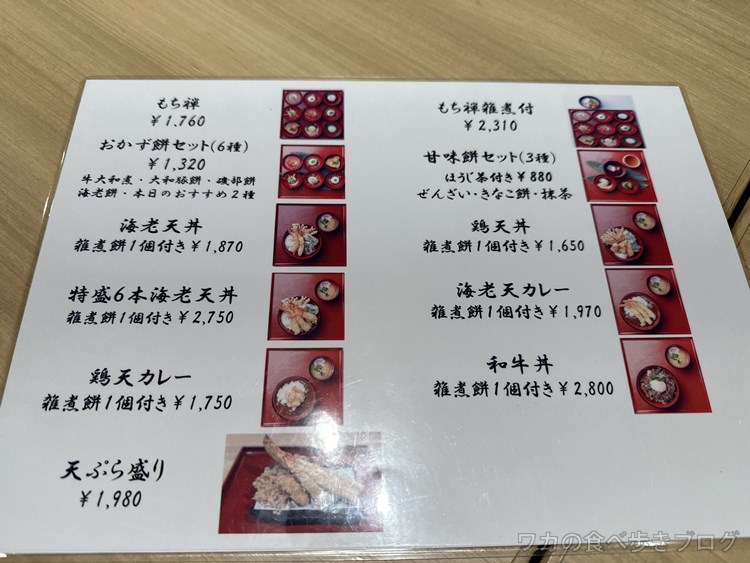 もち禅
￥1,760
おかず餅セット(6種)
￥1,320
牛大和煮・大和豚餅・磯部餅
海老餅・本日のおすすめ2種
海老天丼
雑煮餅1個付き￥1,870
特盛6本海老天丼
雑煮餅1個付き￥2,750
鶏天カレー
雑煮餅1個付き￥1,750
天ぷら盛り
￥1,980
もち禅雑煮付
￥2,310
甘味餅セット(3種)
ほうじ茶付き￥880
ぜんざい・きなこ餅・抹茶
鶏天丼
雑煮餅1個付き￥1,650
海老天カレー
雑煮餅1個付き￥1,970
和牛丼
雑煮餅1個付き￥2,800
ワカの食べ歩きブログ